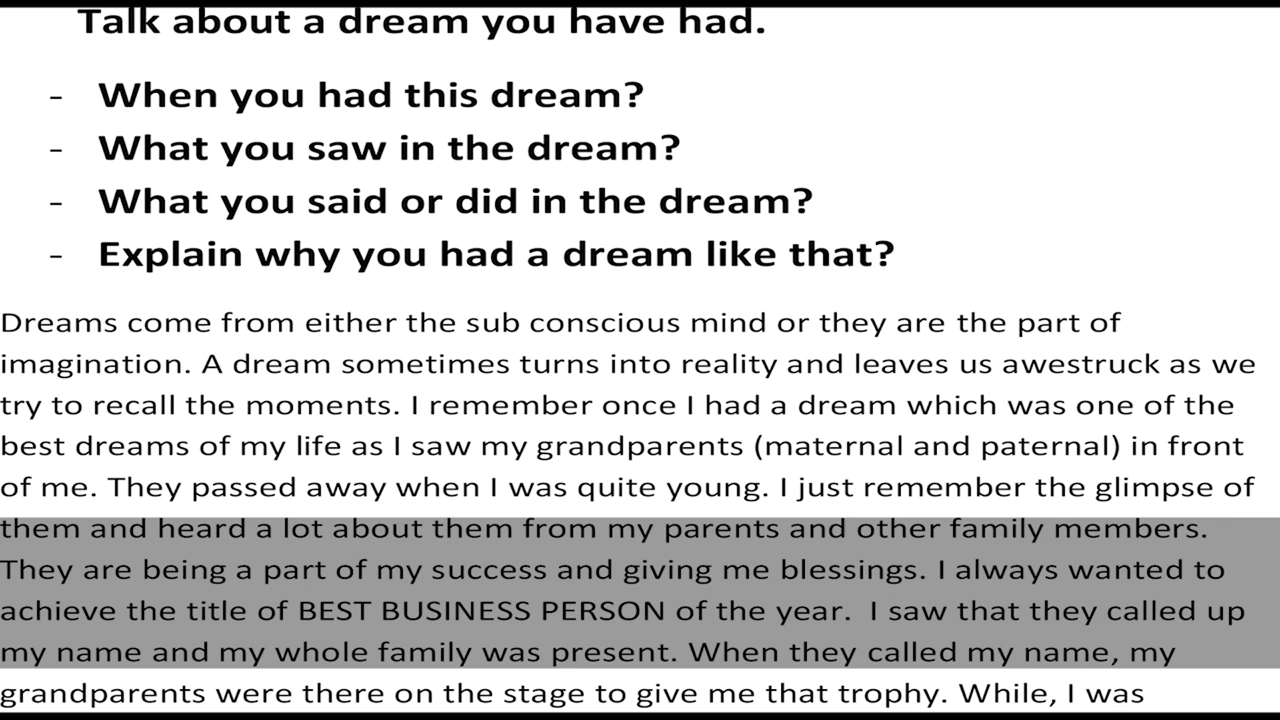 Talk about a dream you have had.
- When you had this dream?
- What you saw in the dream?
- What you said or did in the dream?
- Explain why you had a dream like that?
Dreams come from either the sub conscious mind or they are the part of
imagination. A dream sometimes turns into reality and leaves us awestruck as we
try to recall the moments. I remember once I had a dream which was one of the
best dreams of my life as I saw my grandparents (maternal and paternal) in front
of me. They passed away when I was quite young. I just remember the glimpse of
them and heard a lot about them from my parents and other family members.
They are being a part of my success and giving me blessings. I always wanted to
achieve the title of BEST BUSINESS PERSON of the year. I saw that they called up
my name and my whole family was present. When they called my name, my
grandparents were there on the stage to give me that trophy. While, I was